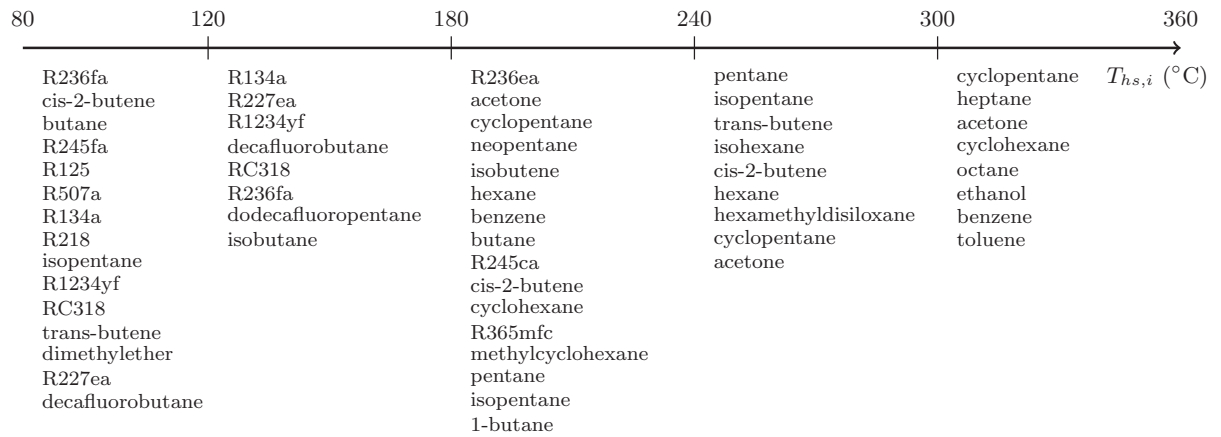 80 120 180 240 300 360
T_{hs,i} (°C)
R236fa
cis-2-butene
butane
R245fa
R125
R507a
R134a
R218
isopentane
R1234yf
RC318
trans-butene
dimethylether
R227ea
decafluorobutane
R134a
R227ea
R1234yf
decafluorobutane
RC318
R236fa
dodecafluoropentane
isobutane
R236ea
acetone
cyclopentane
neopentane
isobutene
hexane
benzene
butane
R245ca
cis-2-butene
cyclohexane
R365mfc
methylcyclohexane
pentane
isopentane
1-butane
pentane
isopentane
trans-butene
isohexane
cis-2-butene
hexane
hexamethyldisiloxane
cyclopentane
acetone
cyclopentane
heptane
acetone
cyclohexane
octane
ethanol
benzene
toluene